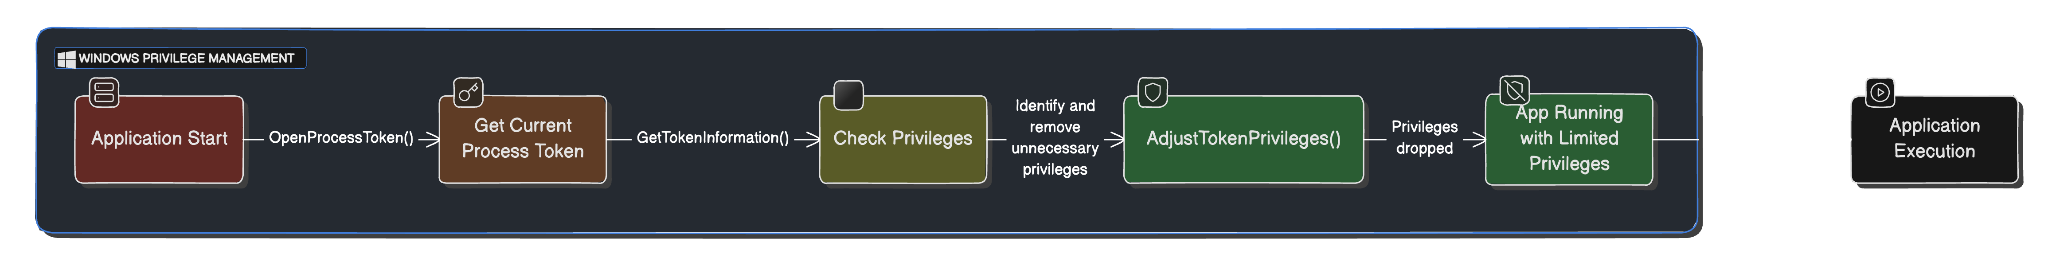 WINDOWS PRIVILEGE MANAGEMENT
Application Start
OpenProcessToken()
Get Current
Process Token
GetTokenInformation()
Check Privileges
Identify and
remove
unnecessary
privileges
AdjustTokenPrivileges()
Privileges
dropped
App Running
with Limited
Privileges
Application
Execution